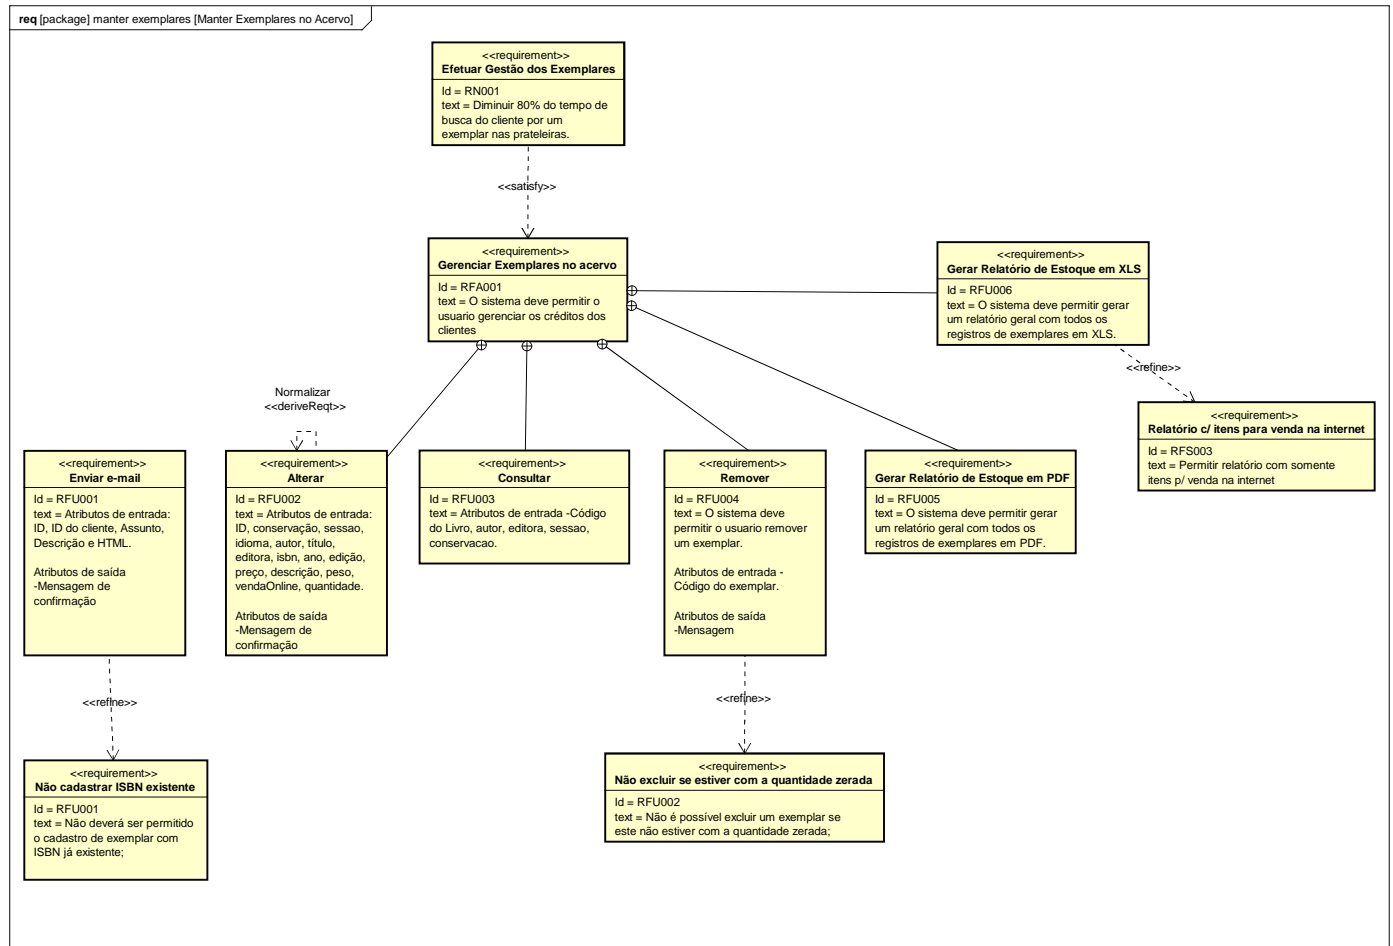 req [package] manter exemplares [Manter Exemplares no Acervo]
<<requirement>>
Efetuar Gestão dos Exemplares
Id = RN001
text = Diminuir 80% do tempo de
busca do cliente por um
exemplar nas prateleiras.
<<satisfy>>
<<requirement>>
Gerenciar Exemplares no acervo
Id = RFA001
text = O sistema deve permitir o
usuario gerenciar os créditos dos
clientes
<<requirement>>
Gerar Relatório de Estoque em XLS
Id = RFU006
text = O sistema deve permitir gerar
um relatório geral com todos os
registros de exemplares em XLS.
<<refine>>
<<requirement>>
Relatório c/ itens para venda na internet
Id = RFS003
text = Permitir relatório com somente
itens p/ venda na internet
Normalizar
<<deriveReqt>>
<<requirement>>
Enviar e-mail
Id = RFU001
text = Atributos de entrada:
ID, ID do cliente, Assunto,
Descrição e HTML.
Atributos de saída
-Mensagem de
confirmação
<<requirement>>
Alterar
Id = RFU002
text = Atributos de entrada:
ID, conservação, sessao,
idioma, autor, título,
editora, isbn, ano, edição,
preço, descrição, peso,
vendaOnline, quantidade.
Atributos de saída
-Mensagem de
confirmação
<<requirement>>
Consultar
Id = RFU003
text = Atributos de entrada -Código
do Livro, autor, editora, sessao,
conservacao.
<<requirement>>
Remover
Id = RFU004
text = O sistema deve
permitir o usuario remover
um exemplar.
Atributos de entrada -
Código do exemplar.
Atributos de saída
-Mensagem
<<requirement>>
Gerar Relatório de Estoque em PDF
Id = RFU005
text = O sistema deve permitir gerar
um relatório geral com todos os
registros de exemplares em PDF.
<<refine>>
<<refine>>
<<requirement>>
Não cadastrar ISBN existente
Id = RFU001
text = Não deverá ser permitido
o cadastro de exemplar com
ISBN já existente;
<<requirement>>
Não excluir se estiver com a quantidade zerada
Id = RFU002
text = Não é possível excluir um exemplar se
este não estiver com a quantidade zerada;